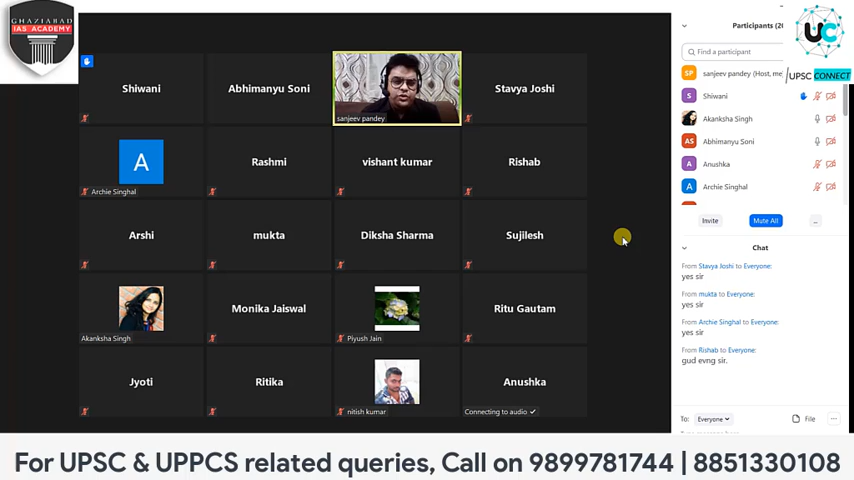 GHAZIABAD
IAS ACADEMY
UC
UPSC CONNECT
Shiwani
Abhimanyu Soni
sanjeev pandey
Stavya Joshi
A
Archie Singhal
Rashmi
vishant kumar
Rishab
Arshi
mukta
Diksha Sharma
Sujilesh
Akanksha Singh
Monika Jaiswal
Piyush Jain
Ritu Gautam
Jyoti
Ritika
nitish kumar
Anushka
Connecting to audio
Participants (20
Find a participant
SP sanjeev pandey (Host, me
S Shiwani
Akanksha Singh
AS Abhimanyu Soni
A Anushka
A Archie Singhal
Invite
Mute All
...
Chat
From Stavya Joshi to Everyone:
yes sir
From mukta to Everyone:
yes sir
From Archie Singhal to Everyone:
yes sir
From Rishab to Everyone:
gud evng sir.
To: Everyone
File
...
For UPSC & UPPCS related queries, Call on 9899781744 | 8851330108